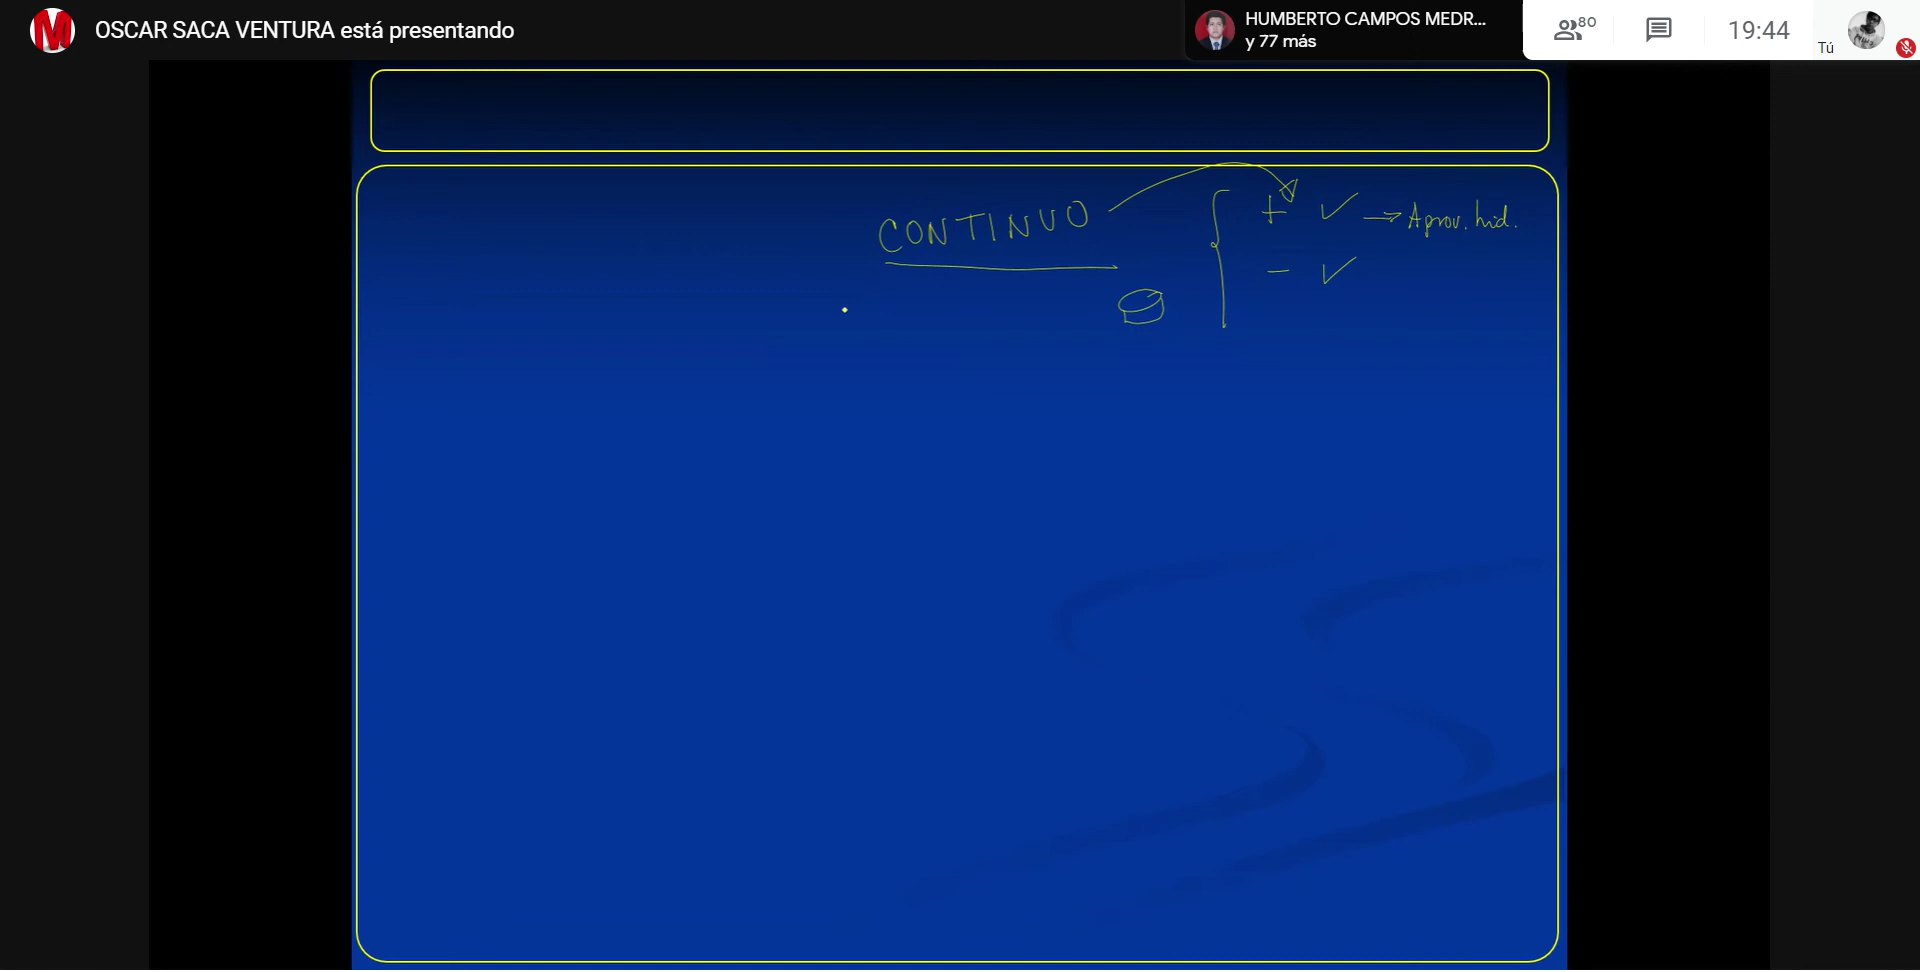 OSCAR SACA VENTURA está presentando
HUMBERTO CAMPOS MEDR...
y 77 más
80
19:44
Tú
CONTINUO
+ ✓ → Aprov. hid.
- ✓